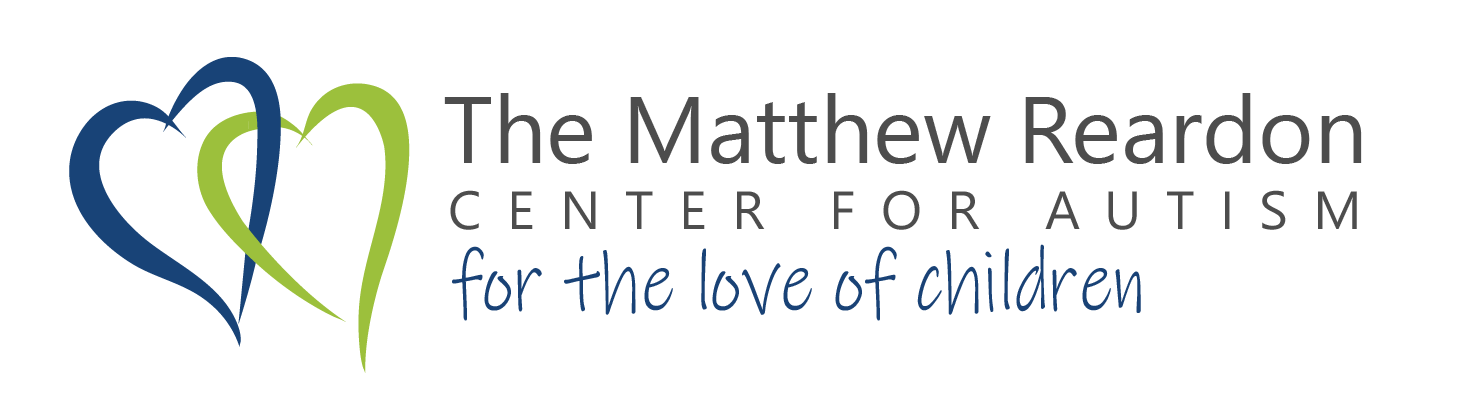 The Matthew Reardon
CENTER FOR AUTISM
for the love of children